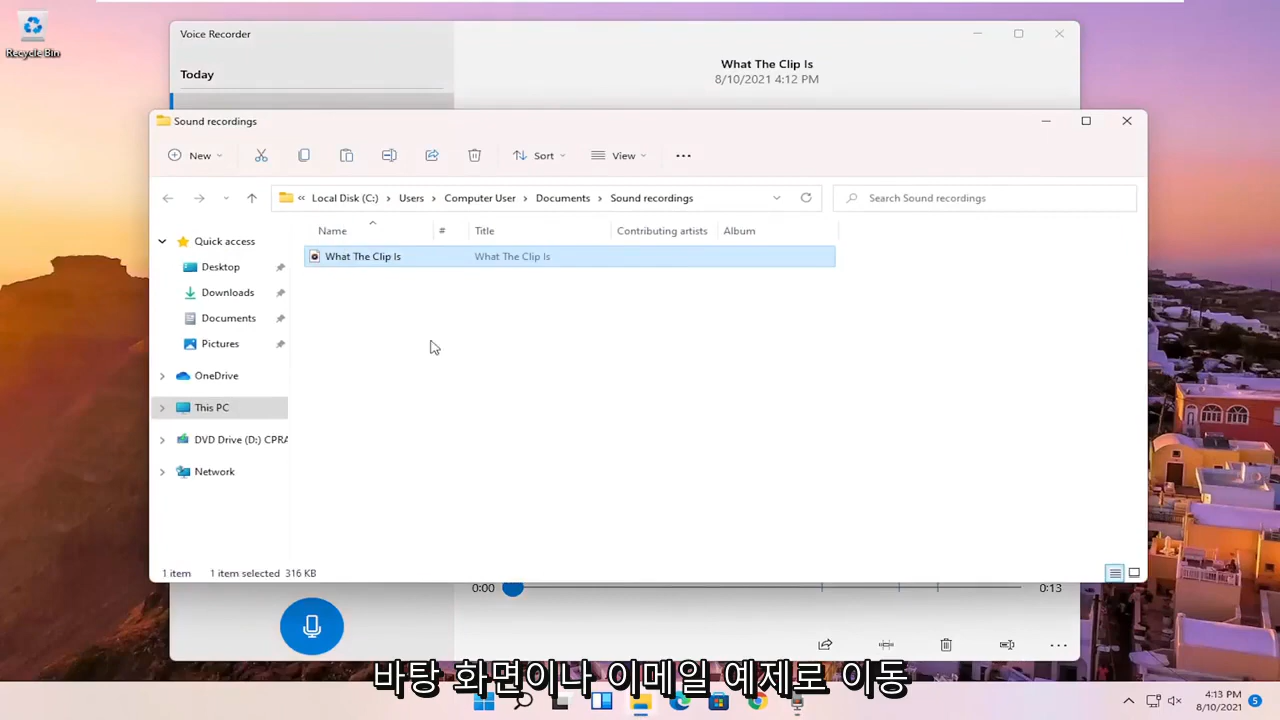 Recycle Bin
Voice Recorder
Today
What The Clip Is
8/10/2021 4:12 PM
Sound recordings
New
Sort
View
Local Disk (C:)
Users
Computer User
Documents
Sound recordings
Search Sound recordings
Name
#
Title
Contributing artists
Album
What The Clip Is
What The Clip Is
Quick access
Desktop
Downloads
Documents
Pictures
OneDrive
This PC
DVD Drive (D:) CPRA
Network
1 item
1 item selected 316 KB
0:00
0:13
바탕 화면이나 이메일 예제로 이동
4:13 PM
8/10/2021
5